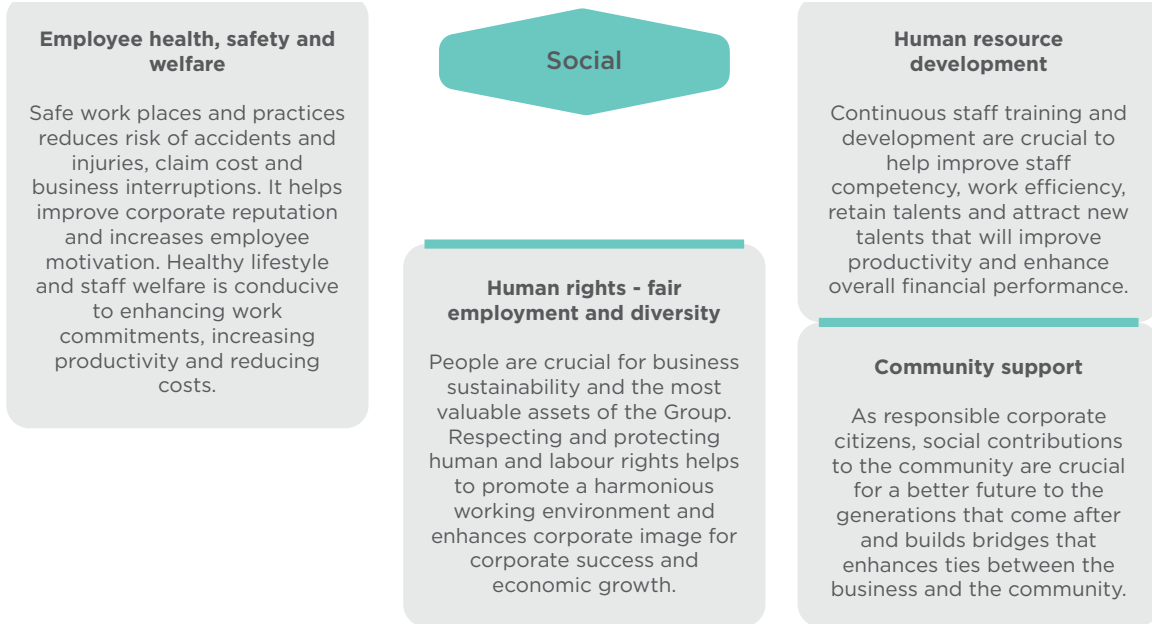 Employee health, safety and
welfare
Safe work places and practices
reduces risk of accidents and
injuries, claim cost and
business interruptions. It helps
improve corporate reputation
and increases employee
motivation. Healthy lifestyle
and staff welfare is conducive
to enhancing work
commitments, increasing
productivity and reducing
costs.
Social
Human rights - fair
employment and diversity
People are crucial for business
sustainability and the most
valuable assets of the Group.
Respecting and protecting
human and labour rights helps
to promote a harmonious
working environment and
enhances corporate image for
corporate success and
economic growth.
Human resource
development
Continuous staff training and
development are crucial to
help improve staff
competency, work efficiency,
retain talents and attract new
talents that will improve
productivity and enhance
overall financial performance.
Community support
As responsible corporate
citizens, social contributions
to the community are crucial
for a better future to the
generations that come after
and builds bridges that
enhances ties between the
business and the community.